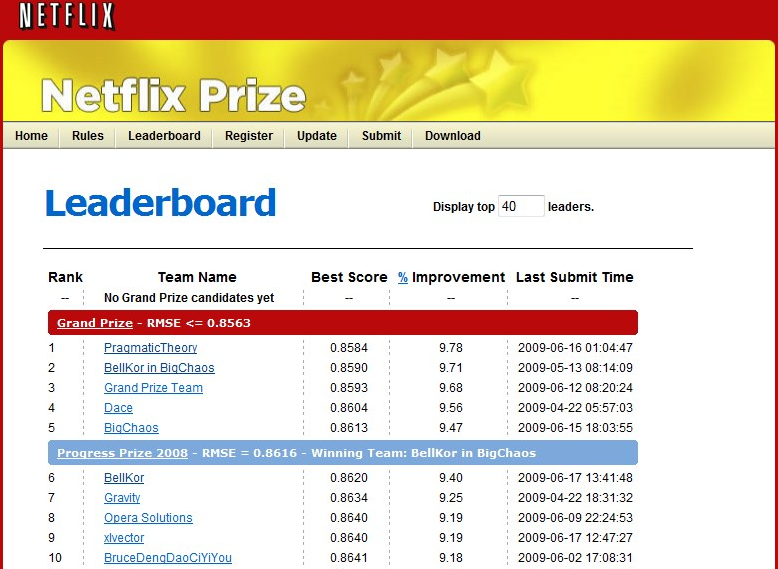 NETFLIX
Netflix Prize
Home Rules Leaderboard Register Update Submit Download
Leaderboard
Display top 40 leaders.
Rank Team Name Best Score % Improvement Last Submit Time
-- No Grand Prize candidates yet -- -- --
Grand Prize - RMSE <= 0.8563
1 PragmaticTheory 0.8584 9.78 2009-06-16 01:04:47
2 BellKor in BigChaos 0.8590 9.71 2009-05-13 08:14:09
3 Grand Prize Team 0.8593 9.68 2009-06-12 08:20:24
4 Dace 0.8604 9.56 2009-04-22 05:57:03
5 BigChaos 0.8613 9.47 2009-06-15 18:03:55
Progress Prize 2008 - RMSE = 0.8616 - Winning Team: BellKor in BigChaos
6 BellKor 0.8620 9.40 2009-06-17 13:41:48
7 Gravity 0.8634 9.25 2009-04-22 18:31:32
8 Opera Solutions 0.8640 9.19 2009-06-09 22:24:53
9 xlvector 0.8640 9.19 2009-06-17 12:47:27
10 BruceDengDaoCiYiYou 0.8641 9.18 2009-06-02 17:08:31